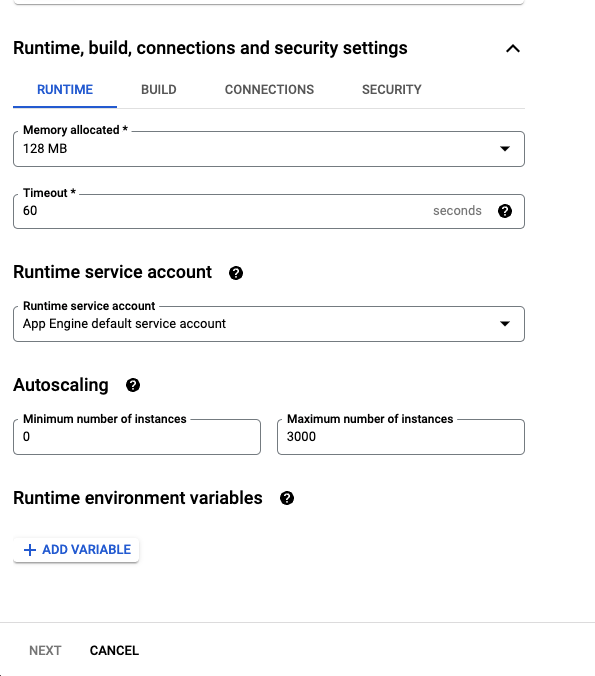 Runtime, build, connections and security settings
RUNTIME BUILD CONNECTIONS SECURITY
Memory allocated *
128 MB
Timeout *
60 seconds
Runtime service account
Runtime service account
App Engine default service account
Autoscaling
Minimum number of instances Maximum number of instances
0 3000
Runtime environment variables
+ ADD VARIABLE
NEXT CANCEL